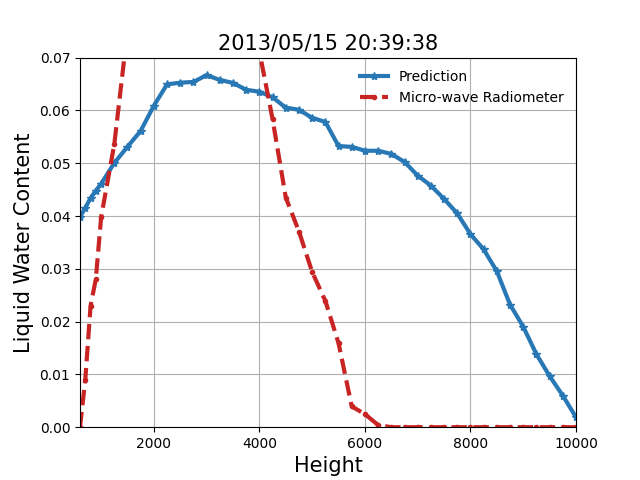 2013/05/15 20:39:38
Prediction
Micro-wave Radiometer
Liquid Water Content
0.07
0.06
0.05
0.04
0.03
0.02
0.01
0.00
2000 4000 6000 8000 10000
Height